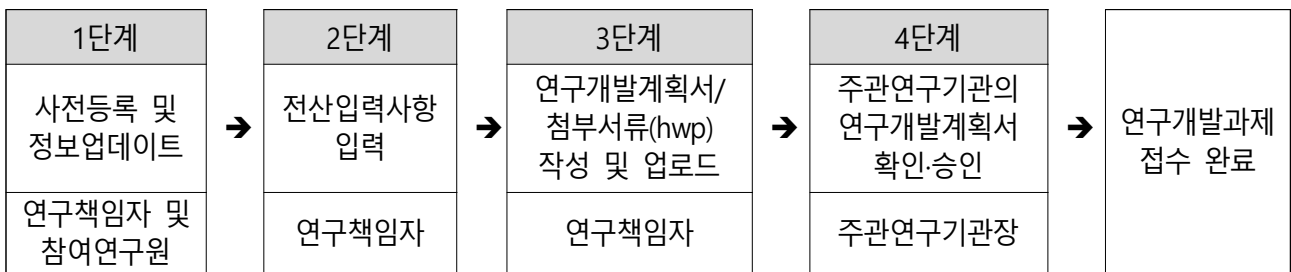 1단계
사전등록 및
정보업데이트
연구책임자 및
참여연구원
➔
2단계
전산입력사항
입력
연구책임자
➔
3단계
연구개발계획서/
첨부서류(hwp)
작성 및 업로드
연구책임자
➔
4단계
주관연구기관의
연구개발계획서
확인·승인
주관연구기관장
➔
연구개발과제
접수 완료